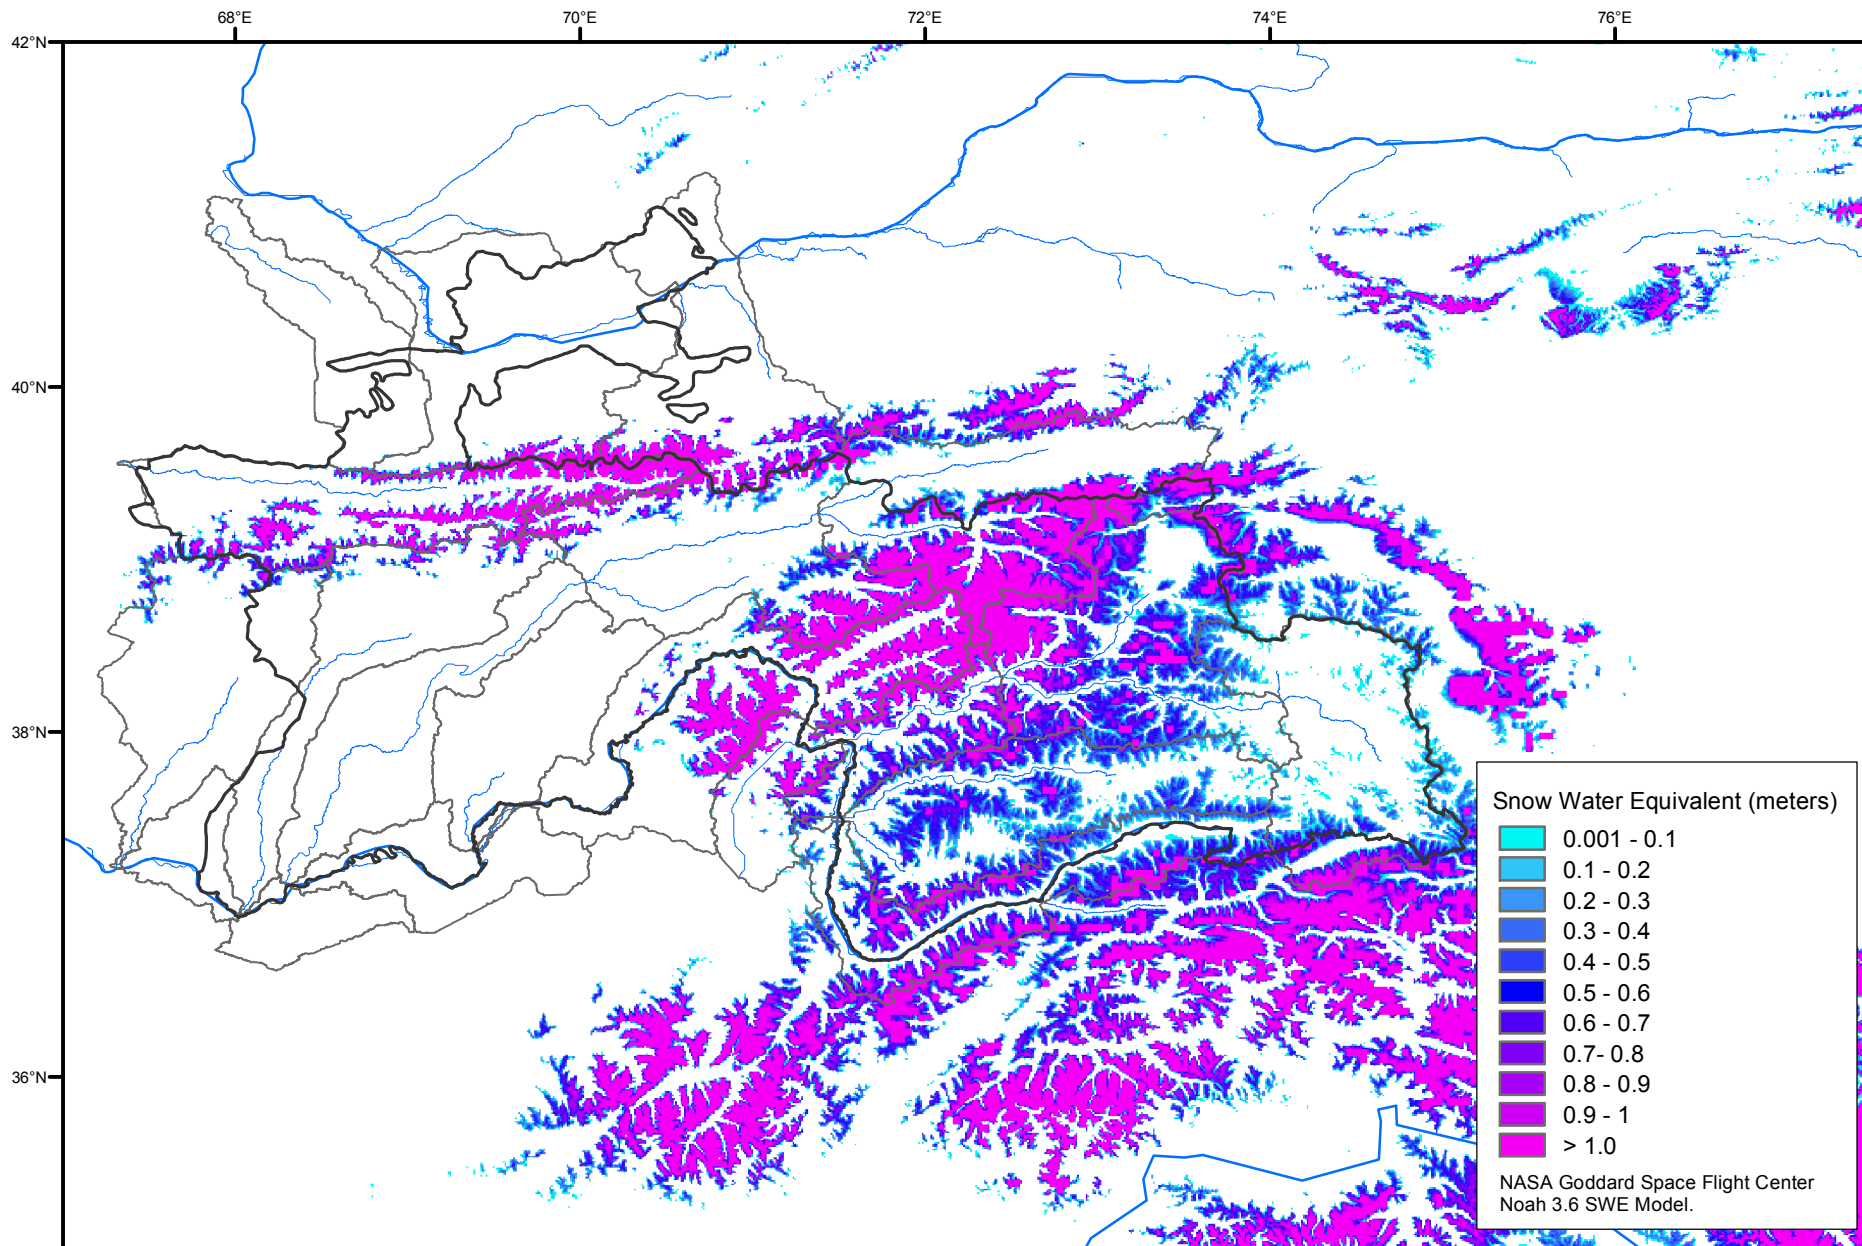 68°E 70°E 72°E 74°E 76°E
42°N
40°N
38°N
36°N
Snow Water Equivalent (meters)
0.001 - 0.1
0.1 - 0.2
0.2 - 0.3
0.3 - 0.4
0.4 - 0.5
0.5 - 0.6
0.6 - 0.7
0.7- 0.8
0.8 - 0.9
0.9 - 1
> 1.0
NASA Goddard Space Flight Center
Noah 3.6 SWE Model.